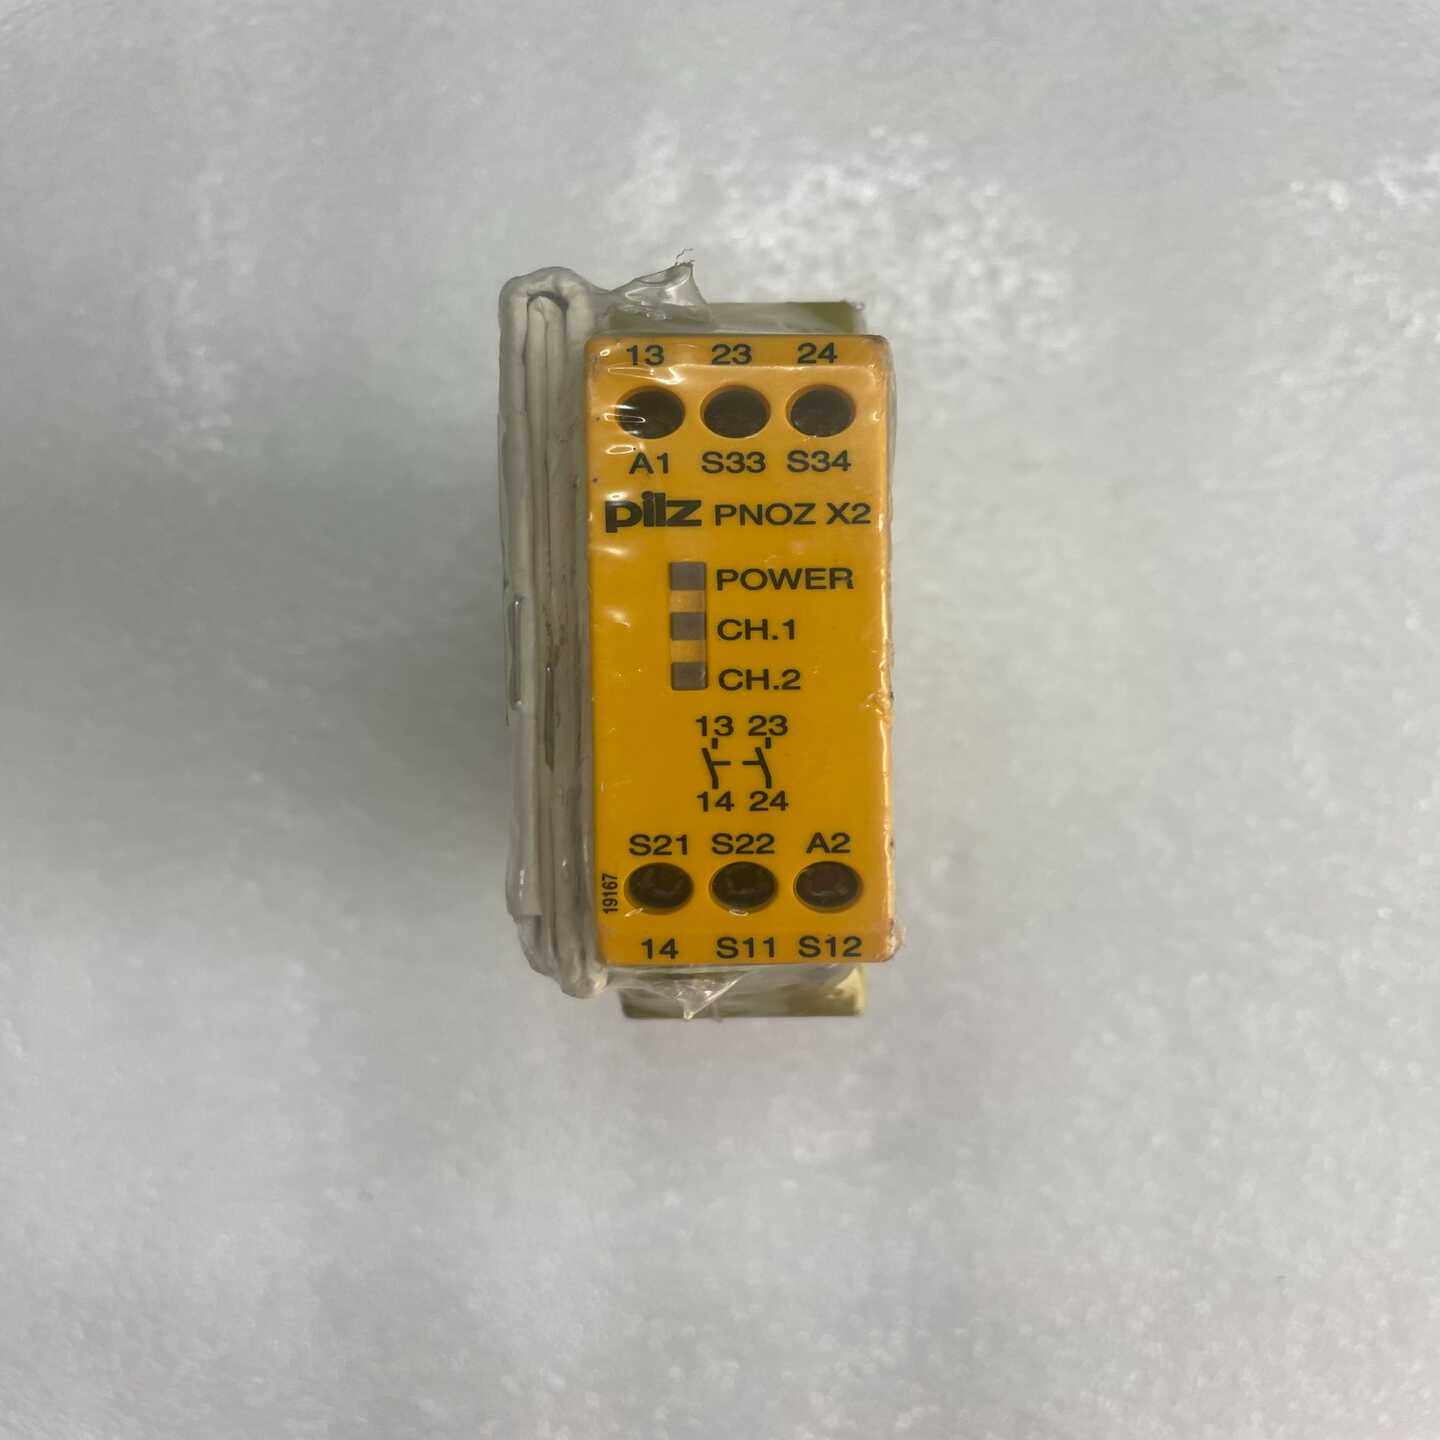 13 23 24
A1 S33 S34
pilz PNOZ X2
POWER
CH.1
CH.2
13 23
14 24
S21 S22 A2
19167
14 S11 S12